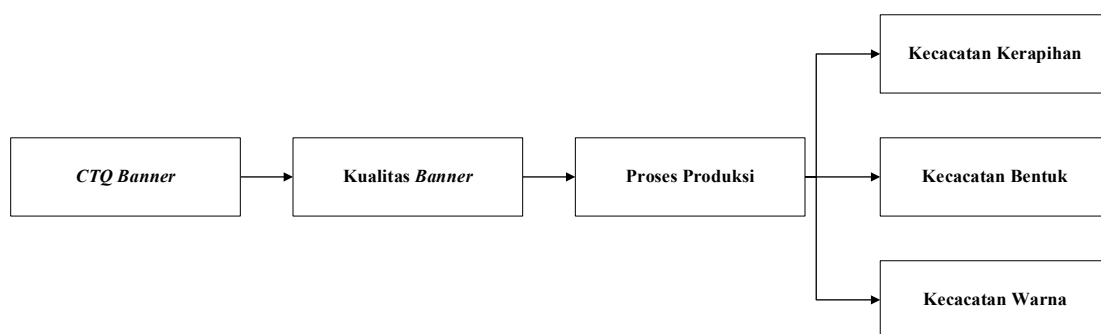 Kecacatan Kerapihan
CTQ Banner
Kualitas Banner
Proses Produksi
Kecacatan Bentuk
Kecacatan Warna